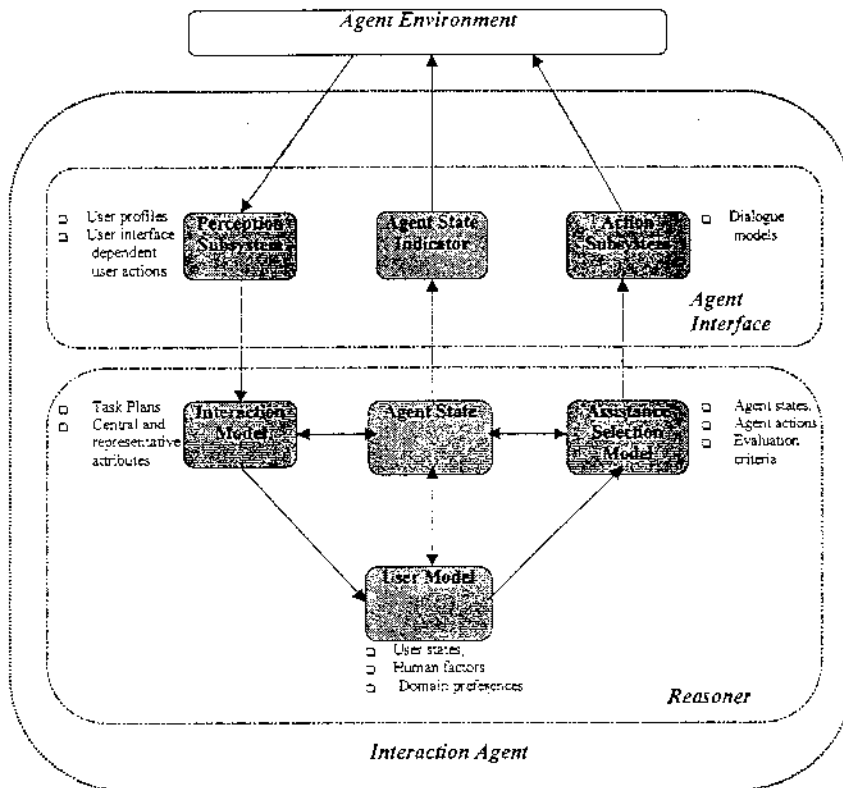 Agent Environment
❑ User profiles
❑ User interface
dependent
user actions
Perception
Subsystem
Agent State
Indicator
Action
Subsystem
❑ Dialogue
models
Agent
Interface
❑ Task Plans
❑ Central and
representative
attributes
Interaction
Model
Agent State
Assistance
Selection
Model
❑ Agent states,
❑ Agent actions
❑ Evaluation
criteria
User Model
❑ User states,
❑ Human factors
❑ Domain preferences
Reasoner
Interaction Agent